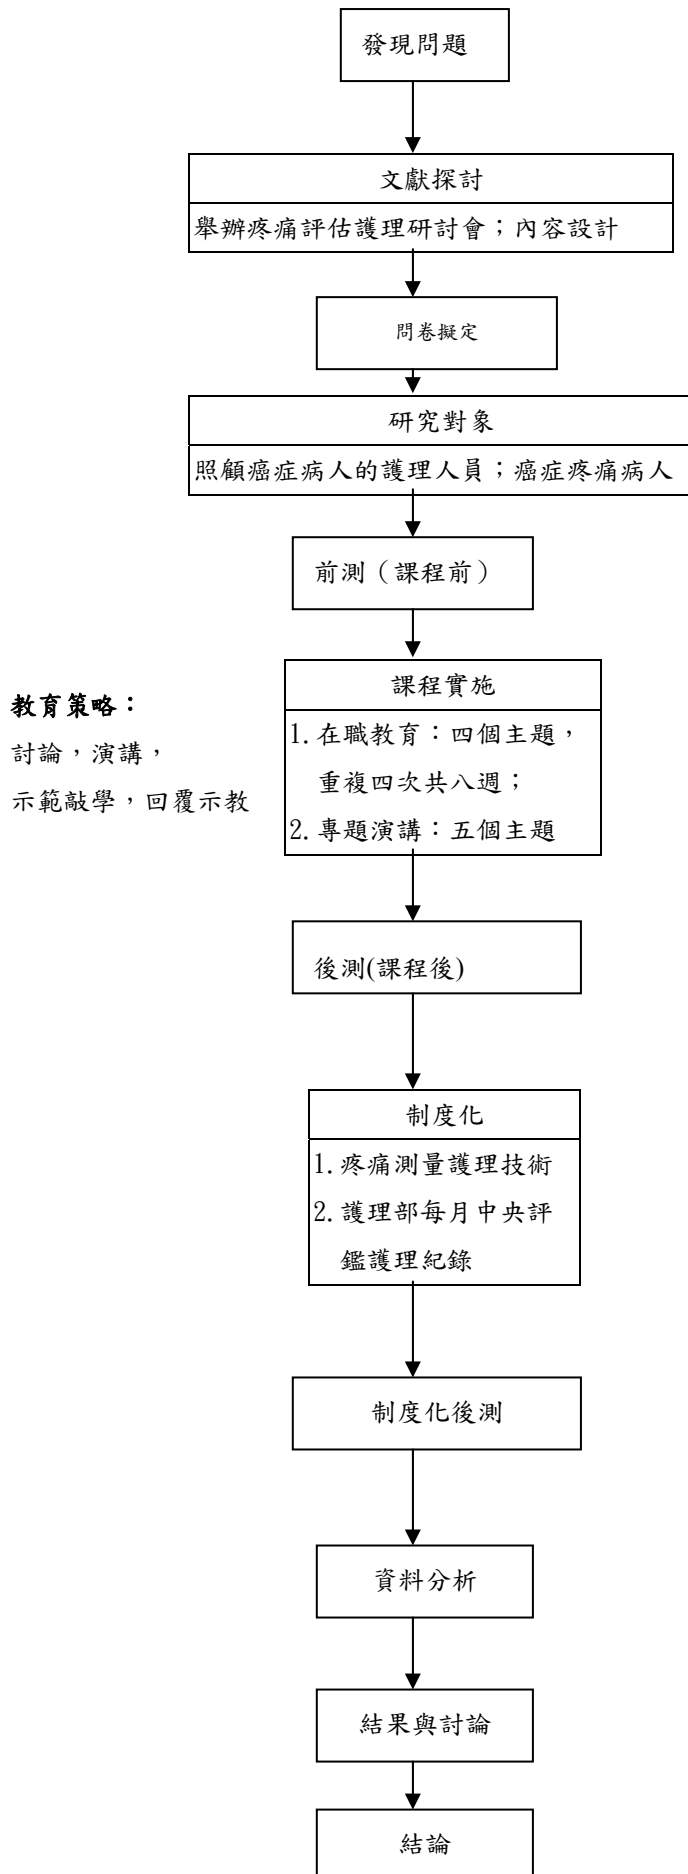 發現問題
文獻探討
舉辦疼痛評估護理研討會；內容設計
問卷擬定
研究對象
照顧癌症病人的護理人員；癌症疼痛病人
前測（課程前）
課程實施
教育策略：
討論，演講，
示範敲學，回覆示教
1. 在職教育：四個主題，
重複四次共八週；
2. 專題演講：五個主題
後測(課程後)
制度化
1. 疼痛測量護理技術
2. 護理部每月中央評
鑑護理紀錄
制度化後測
資料分析
結果與討論
結論